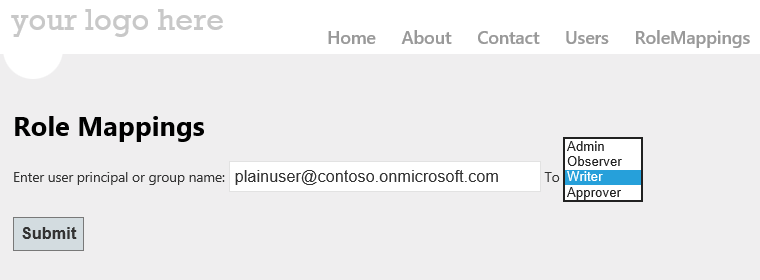 your logo here
Home About Contact Users RoleMappings
Role Mappings
Enter user principal or group name: plainuser@contoso.onmicrosoft.com To
Admin
Observer
Writer
Approver
Submit